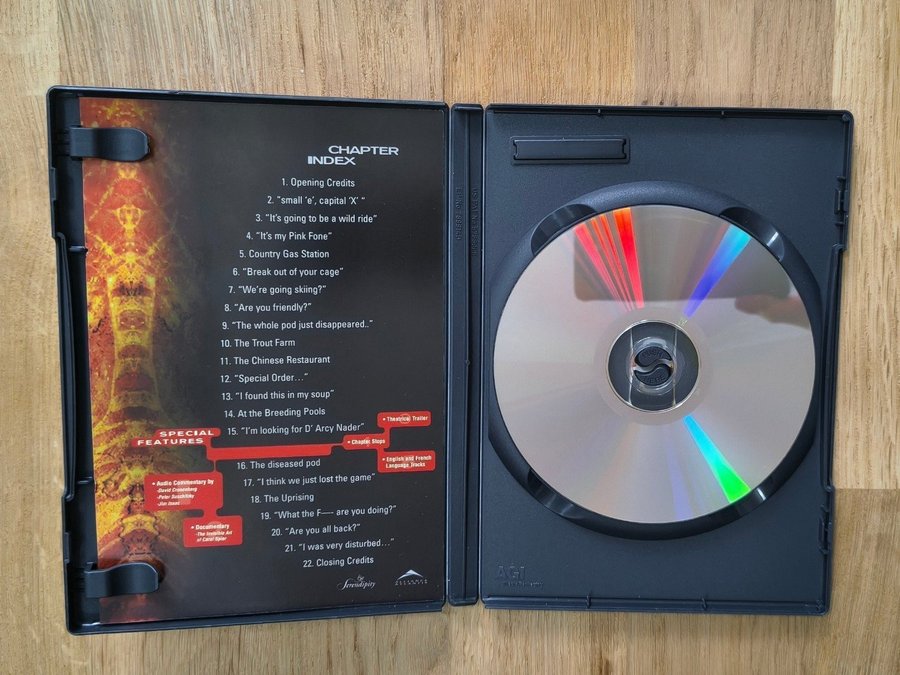 CHAPTER
INDEX
1. Opening Credits
2. "small 'e', capital 'X' "
3. "It's going to be a wild ride"
4. "It's my Pink Fone"
5. Country Gas Station
6. "Break out of your cage"
7. "We're going skiing?"
8. "Are you friendly?"
9. "The whole pod just disappeared.."
10. The Trout Farm
11. The Chinese Restaurant
12. "Special Order..."
13. "I found this in my soup"
14. At the Breeding Pools
15. "I'm looking for D' Arcy Nader"
16. The diseased pod
17. "I think we just lost the game"
18. The Uprising
19. "What the F---- are you doing?"
20. "Are you all back?"
21. "I was very disturbed..."
22. Closing Credits
SPECIAL
FEATURES
• Theatrical Trailer
• Chapter Stops
• English and French
Language Tracks
• Audio Commentary by
-David Cronenberg
-Peter Suschitzky
-Jim Isaac
• Documentary
-The Invisible Art
of Carol Spier
Serendipity
PUSH
AGI